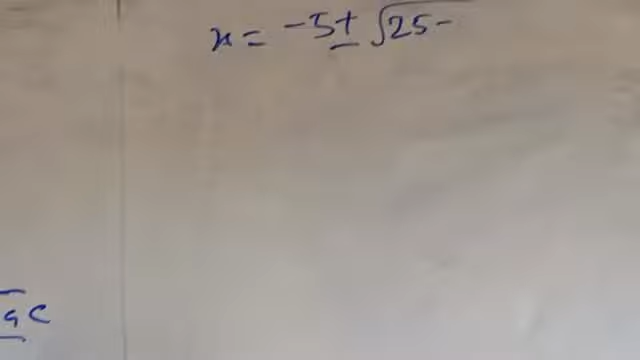 x = -5 ± √25 -
ac